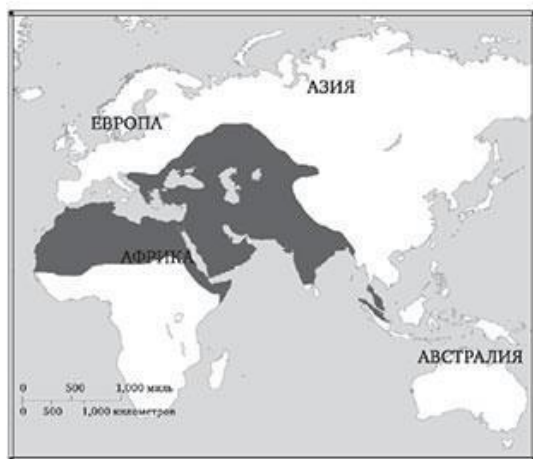 АЗИЯ
ЕВРОПА
АФРИКА
АВСТРАЛИЯ
0 500 1,000 миль
0 500 1,000 километров